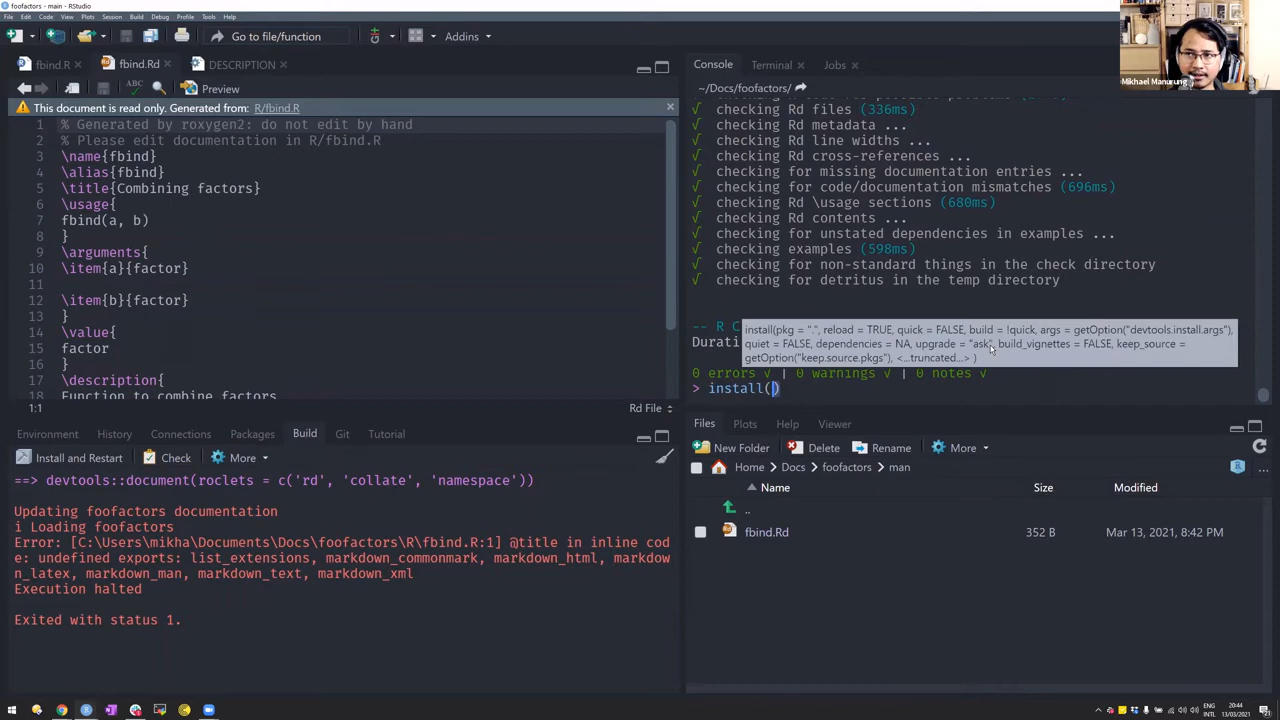 foofactors - main - RStudio
File Edit Code View Plots Session Build Debug Profile Tools Help
Go to file/function Addins
fbind.R × fbind.Rd × DESCRIPTION ×
ABC Preview
This document is read only. Generated from: R/fbind.R ×
1 % Generated by roxygen2: do not edit by hand
2 % Please edit documentation in R/fbind.R
3 \name{fbind}
4 \alias{fbind}
5 \title{Combining factors}
6 \usage{
7 fbind(a, b)
8 }
9 \arguments{
10 \item{a}{factor}
11
12 \item{b}{factor}
13 }
14 \value{
15 factor
16 }
17 \description{
18 Function to combine factors
1:1 Rd File
Environment History Connections Packages Build Git Tutorial
Install and Restart Check More
==> devtools::document(roclets = c('rd', 'collate', 'namespace'))
Updating foofactors documentation
i Loading foofactors
Error: [C:\Users\mikha\Documents\Docs\foofactors\R\fbind.R:1] @title in inline cod
e: undefined exports: list_extensions, markdown_commonmark, markdown_html, markdow
n_latex, markdown_man, markdown_text, markdown_xml
Execution halted
Exited with status 1.
Console Terminal × Jobs ×
~/Docs/foofactors/
√ checking Rd files (336ms)
√ checking Rd metadata ...
√ checking Rd line widths ...
√ checking Rd cross-references ...
√ checking for missing documentation entries ...
√ checking for code/documentation mismatches (696ms)
√ checking Rd \usage sections (680ms)
√ checking Rd contents ...
√ checking for unstated dependencies in examples ...
√ checking examples (598ms)
√ checking for non-standard things in the check directory
√ checking for detritus in the temp directory
-- R C
Durati
install(pkg = ".", reload = TRUE, quick = FALSE, build = !quick, args = getOption("devtools.install.args"),
quiet = FALSE, dependencies = NA, upgrade = "ask", build_vignettes = FALSE, keep_source =
getOption("keep.source.pkgs"), <...truncated...> )
0 errors √ | 0 warnings √ | 0 notes √
> install()
Files Plots Packages Help Viewer
New Folder Delete Rename More
Home Docs foofactors man ...
Name Size Modified
..
fbind.Rd 352 B Mar 13, 2021, 8:42 PM
Mikhael Manurung
ENG
INTL
20:44
13/03/2021